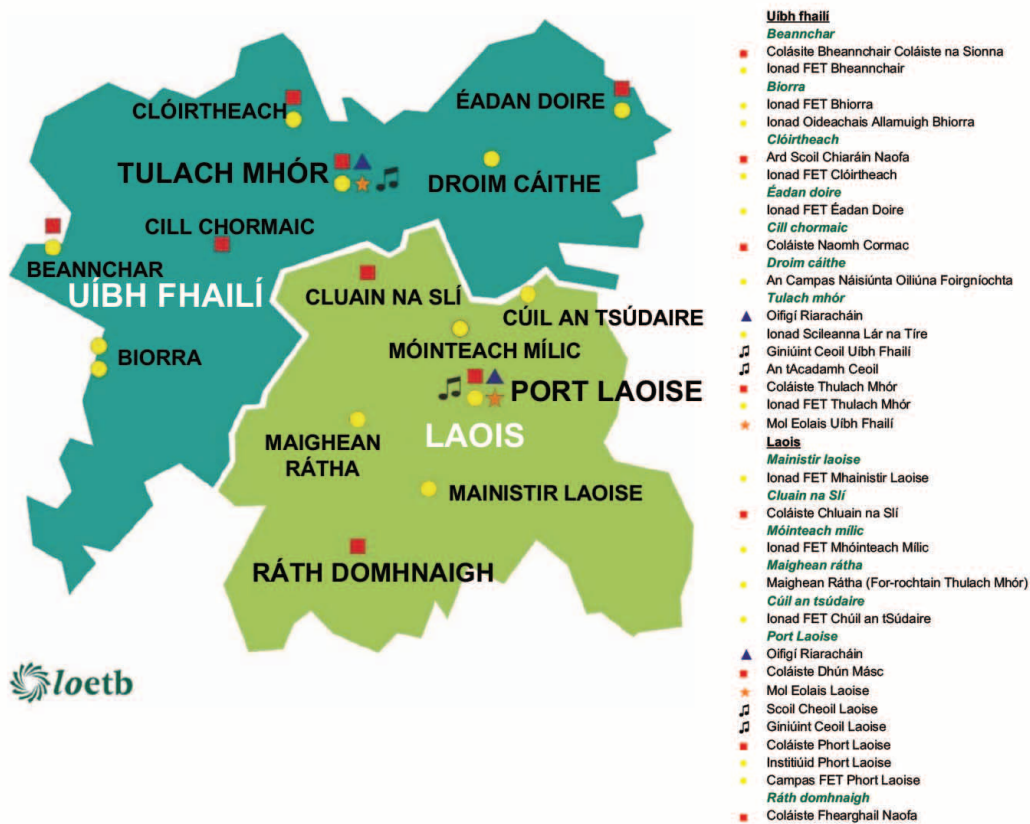 CLÓIRTHEACH
ÉADAN DOIRE
TULACH MHÓR
DROIM CÁITHE
CILL CHORMAIC
BEANNCHAR
UÍBH FHAILÍ
CLUAIN NA SLÍ
CÚIL AN TSÚDAIRE
BIORRA
MÓINTEACH MÍLIC
PORT LAOISE
LAOIS
MAIGHEAN
RÁTHA
MAINISTIR LAOISE
RÁTH DOMHNAIGH
loetb
Uíbh fhailí
Beannchar
Colásite Bheannchair Coláiste na Sionna
Ionad FET Bheannchair
Biorra
Ionad FET Bhiorra
Ionad Oideachais Allamuigh Bhiorra
Clóirtheach
Ard Scoil Chiaráin Naofa
Ionad FET Clóirtheach
Éadan doire
Ionad FET Éadan Doire
Cill chormaic
Coláiste Naomh Cormac
Droim cáithe
An Campas Náisiúnta Oiliúna Foirgníochta
Tulach mhór
Oifigí Riaracháin
Ionad Scileanna Lár na Tíre
Giniúint Ceoil Uíbh Fhailí
An tAcadamh Ceoil
Coláiste Thulach Mhór
Ionad FET Thulach Mhór
Mol Eolais Uíbh Fhailí
Laois
Mainistir laoise
Ionad FET Mhainistir Laoise
Cluain na Slí
Coláiste Chluain na Slí
Móinteach mílic
Ionad FET Mhóinteach Mílic
Maighean rátha
Maighean Rátha (For-rochtain Thulach Mhór)
Cúil an tsúdaire
Ionad FET Chúil an tSúdaire
Port Laoise
Oifigí Riaracháin
Coláiste Dhún Másc
Mol Eolais Laoise
Scoil Cheoil Laoise
Giniúint Ceoil Laoise
Coláiste Phort Laoise
Institiúid Phort Laoise
Campas FET Phort Laoise
Ráth domhnaigh
Coláiste Fhearghail Naofa